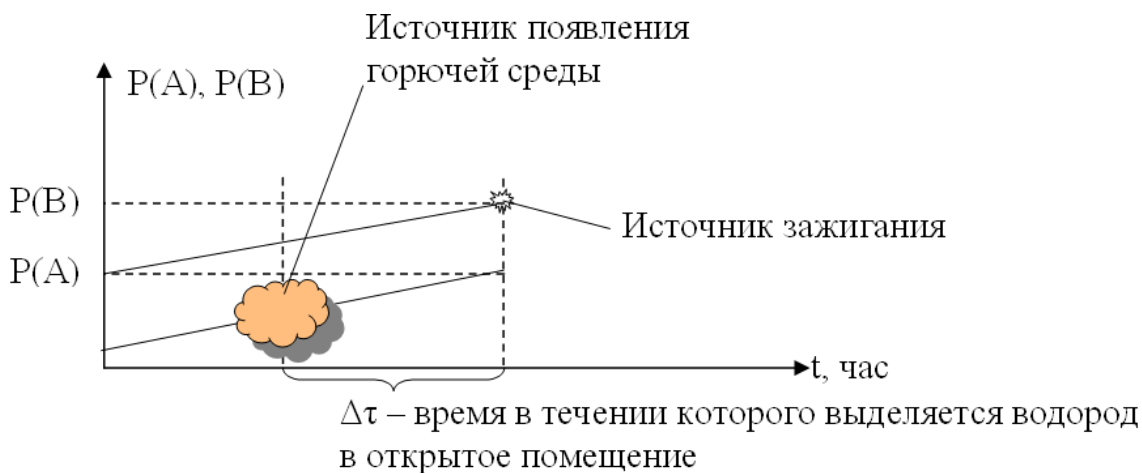 Источник появления
горючей среды
P(A), P(B)
P(B)
Источник зажигания
P(A)
t, час
Δτ – время в течении которого выделяется водород
в открытое помещение